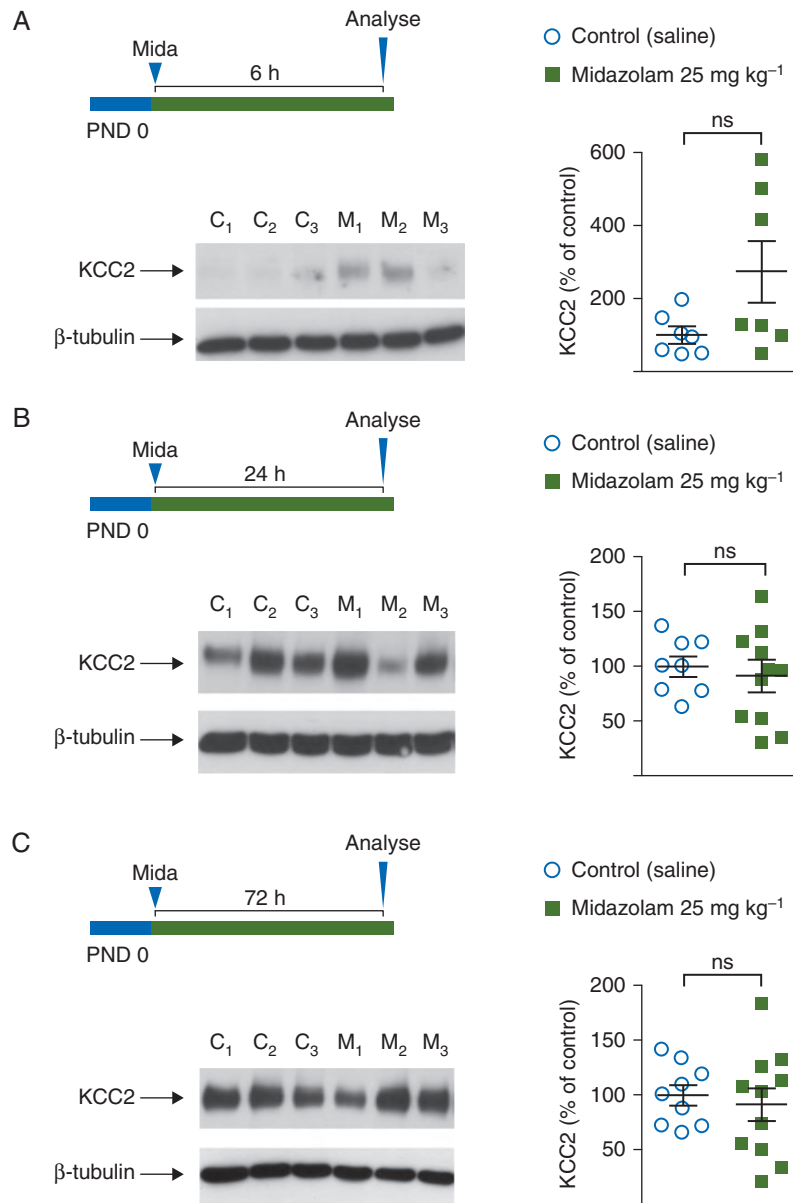 A
Mida
Analyse
6 h
PND 0
Control (saline)
Midazolam 25 mg kg⁻¹
C₁ C₂ C₃ M₁ M₂ M₃
KCC2
β-tubulin
ns
KCC2 (% of control)
600
400
200
B
Mida
Analyse
24 h
PND 0
Control (saline)
Midazolam 25 mg kg⁻¹
C₁ C₂ C₃ M₁ M₂ M₃
KCC2
β-tubulin
ns
KCC2 (% of control)
200
150
100
50
C
Mida
Analyse
72 h
PND 0
Control (saline)
Midazolam 25 mg kg⁻¹
C₁ C₂ C₃ M₁ M₂ M₃
KCC2
β-tubulin
ns
KCC2 (% of control)
200
150
100
50